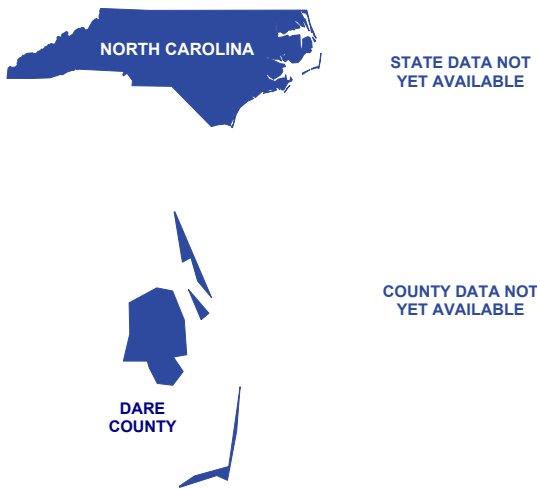 NORTH CAROLINA
STATE DATA NOT
YET AVAILABLE
COUNTY DATA NOT
YET AVAILABLE
DARE
COUNTY